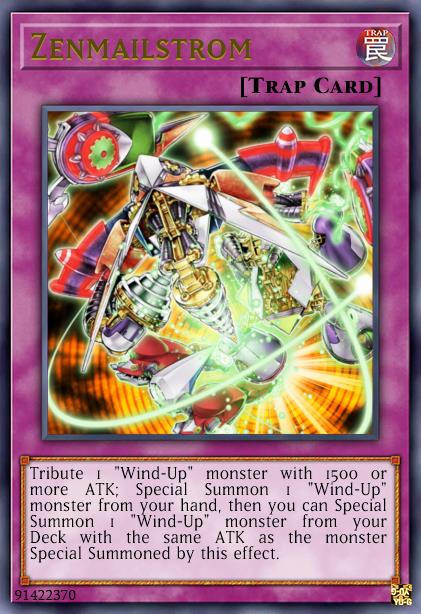 Zenmailstrom
TRAP
罠
[Trap Card]
Tribute 1 "Wind-Up" monster with 1500 or
more ATK; Special Summon 1 "Wind-Up"
monster from your hand, then you can Special
Summon 1 "Wind-Up" monster from your
Deck with the same ATK as the monster
Special Summoned by this effect.
91422370